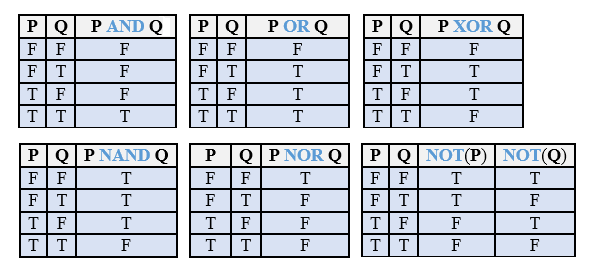 P Q P AND Q
F F F
F T F
T F F
T T T
P Q P OR Q
F F F
F T T
T F T
T T T
P Q P XOR Q
F F F
F T T
T F T
T T F
P Q P NAND Q
F F T
F T T
T F T
T T F
P Q P NOR Q
F F T
F T F
T F F
T T F
P Q NOT(P) NOT(Q)
F F T T
F T T F
T F F T
T T F F